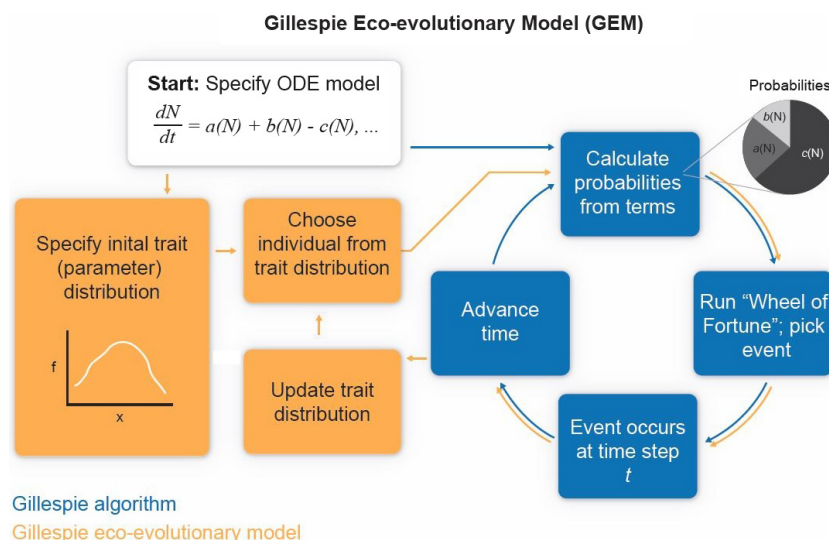 Gillespie Eco-evolutionary Model (GEM)
Start: Specify ODE model
dN/dt = a(N) + b(N) - c(N), ...
Probabilities
b(N)
a(N)
c(N)
Calculate
probabilities
from terms
Specify inital trait
(parameter)
distribution
f
x
Choose
individual from
trait distribution
Advance
time
Run “Wheel of
Fortune”; pick
event
Update trait
distribution
Event occurs
at time step
t
Gillespie algorithm
Gillespie eco-evolutionary model